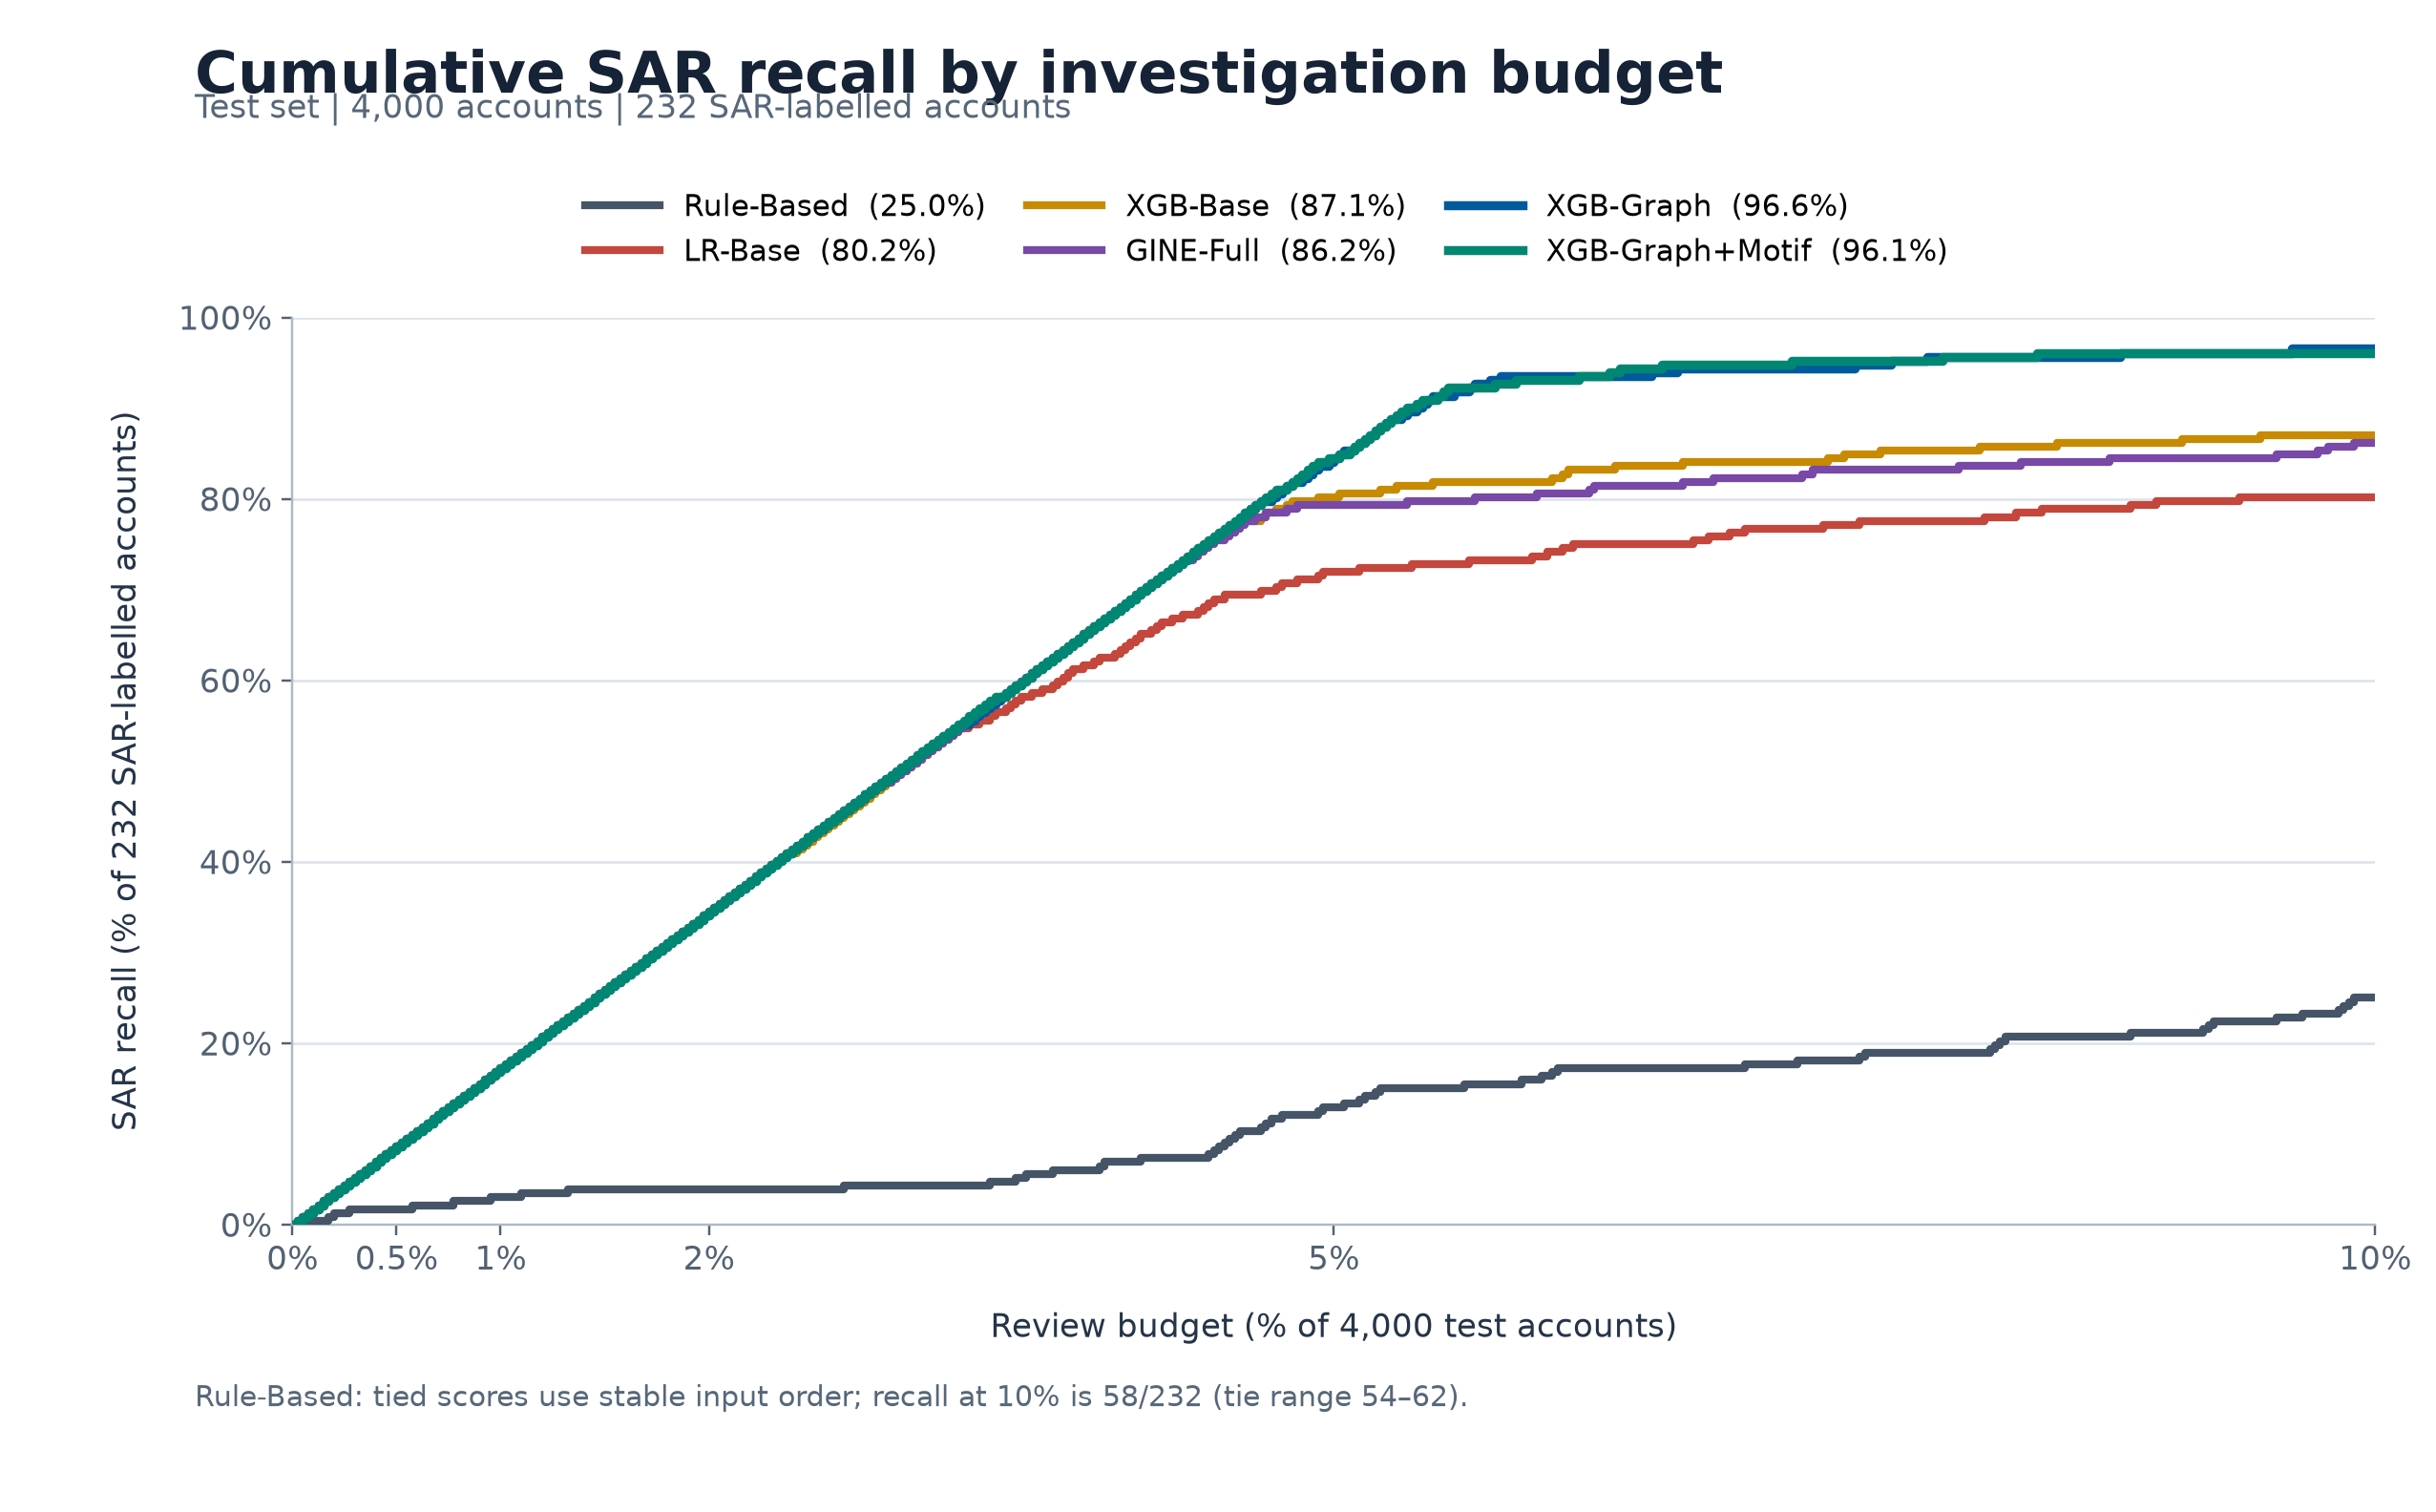 Cumulative SAR recall by investigation budget
Test set | 4,000 accounts | 232 SAR-labelled accounts
Rule-Based (25.0%)
XGB-Base (87.1%)
XGB-Graph (96.6%)
LR-Base (80.2%)
GINE-Full (86.2%)
XGB-Graph+Motif (96.1%)
SAR recall (% of 232 SAR-labelled accounts)
100%
80%
60%
40%
20%
0%
0%
0.5%
1%
2%
5%
10%
Review budget (% of 4,000 test accounts)
Rule-Based: tied scores use stable input order; recall at 10% is 58/232 (tie range 54–62).